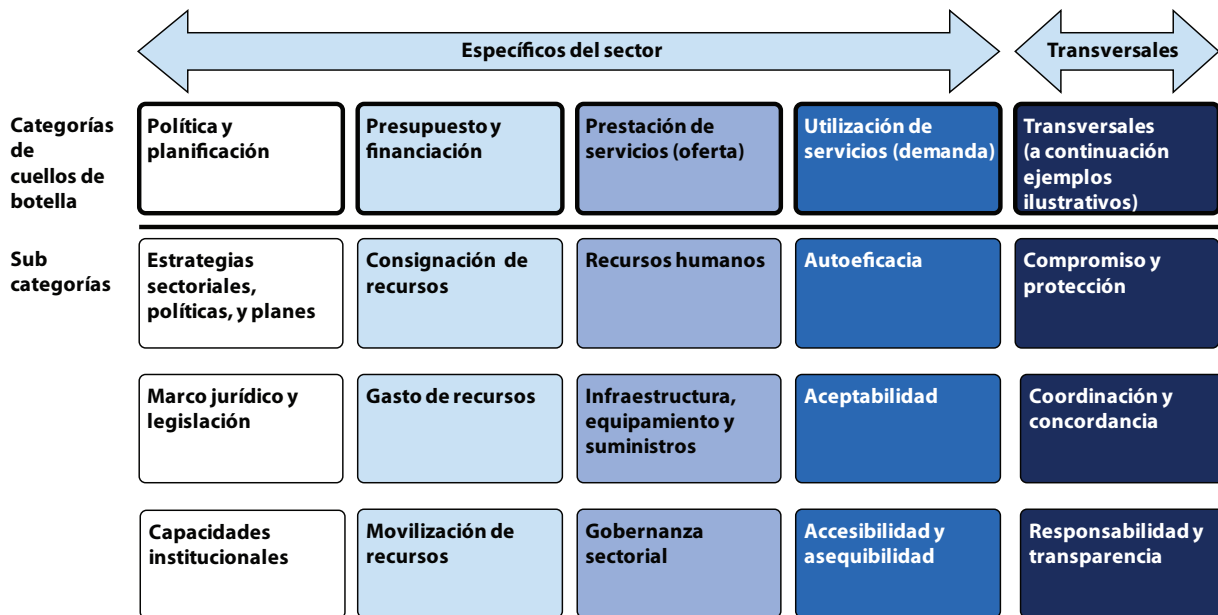 Específicos del sector
Transversales
Categorías
de
cuellos de
botella
Política y
planificación
Presupuesto y
financiación
Prestación de
servicios (oferta)
Utilización de
servicios (demanda)
Transversales
(a continuación
ejemplos
ilustrativos)
Sub
categorías
Estrategias
sectoriales,
políticas, y planes
Consignación de
recursos
Recursos humanos
Autoeficacia
Compromiso y
protección
Marco jurídico y
legislación
Gasto de recursos
Infraestructura,
equipamiento y
suministros
Aceptabilidad
Coordinación y
concordancia
Capacidades
institucionales
Movilización de
recursos
Gobernanza
sectorial
Accesibilidad y
asequibilidad
Responsabilidad y
transparencia